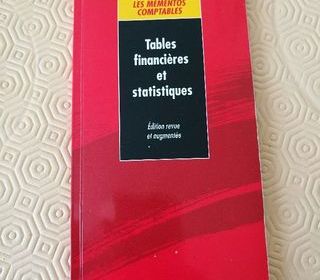 LES MÉMENTOS
COMPTABLES
Tables
financières
et
statistiques
Édition revue
et augmentée